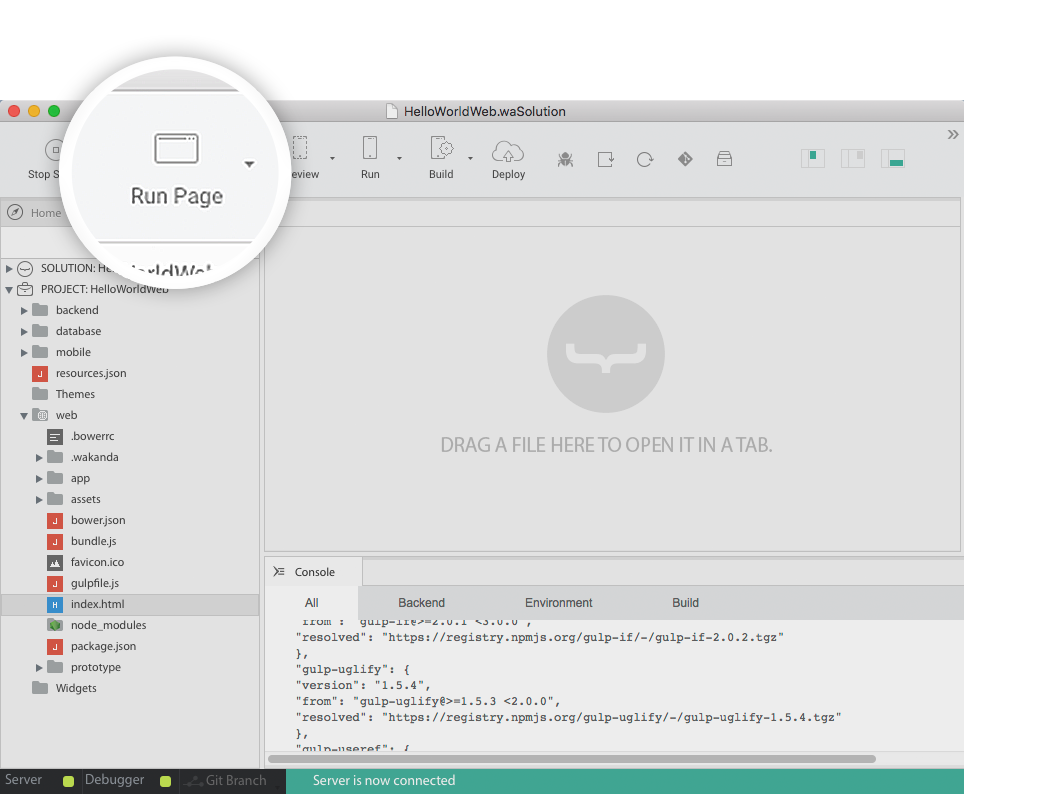 HelloWorldWeb.waSolution
Run Page
Run
Build
Deploy
Home
SOLUTION:
PROJECT: HelloWorldWeb
backend
database
mobile
resources.json
Themes
web
.bowerrc
.wakanda
app
assets
bower.json
bundle.js
favicon.ico
gulpfile.js
index.html
node_modules
package.json
prototype
Widgets
DRAG A FILE HERE TO OPEN IT IN A TAB.
Console
All Backend Environment Build
"from": "gulp-if@>=2.0.1 <3.0.0",
"resolved": "https://registry.npmjs.org/gulp-if/-/gulp-if-2.0.2.tgz"
},
"gulp-uglify": {
"version": "1.5.4",
"from": "gulp-uglify@>=1.5.3 <2.0.0",
"resolved": "https://registry.npmjs.org/gulp-uglify/-/gulp-uglify-1.5.4.tgz"
},
"gulp-useref": {
Server Debugger Git Branch Server is now connected